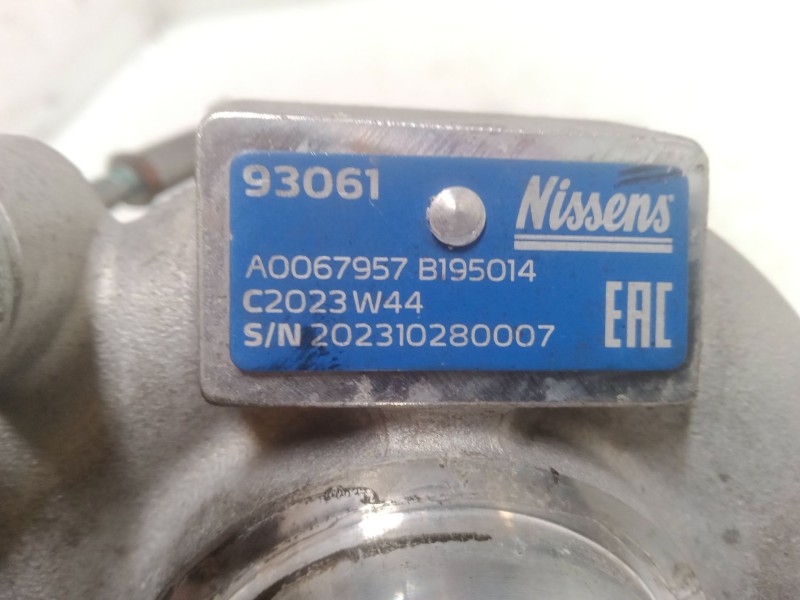 93061
Nissens
A0067957 B195014
C2023 W44
S/N 202310280007
EAC